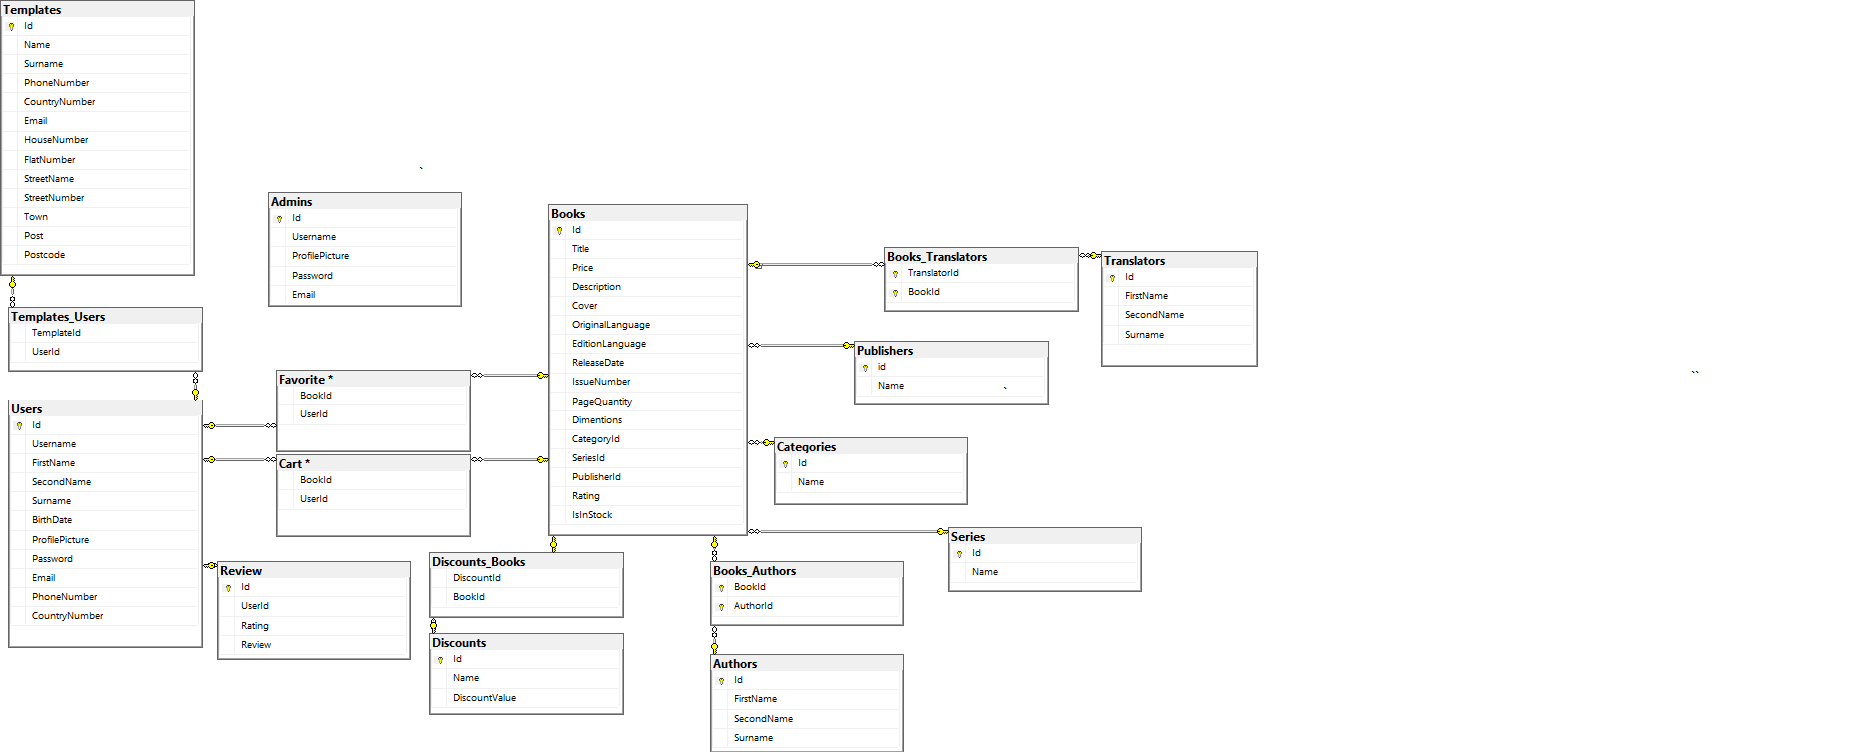 Templates
Id
Name
Surname
PhoneNumber
CountryNumber
Email
HouseNumber
FlatNumber
StreetName
StreetNumber
Town
Post
Postcode
Templates_Users
TemplateId
UserId
Users
Id
Username
FirstName
SecondName
Surname
BirthDate
ProfilePicture
Password
Email
PhoneNumber
CountryNumber
`
Admins
Id
Username
ProfilePicture
Password
Email
Favorite *
BookId
UserId
Cart *
BookId
UserId
Review
Id
UserId
Rating
Review
Books
Id
Title
Price
Description
Cover
OriginalLanguage
EditionLanguage
ReleaseDate
IssueNumber
PageQuantity
Dimentions
CategoryId
SeriesId
PublisherId
Rating
IsInStock
Discounts_Books
DiscountId
BookId
Discounts
Id
Name
DiscountValue
Books_Authors
BookId
AuthorId
Authors
Id
FirstName
SecondName
Surname
Books_Translators
TranslatorId
BookId
Translators
Id
FirstName
SecondName
Surname
Publishers
id
Name
`
Categories
Id
Name
Series
Id
Name
``